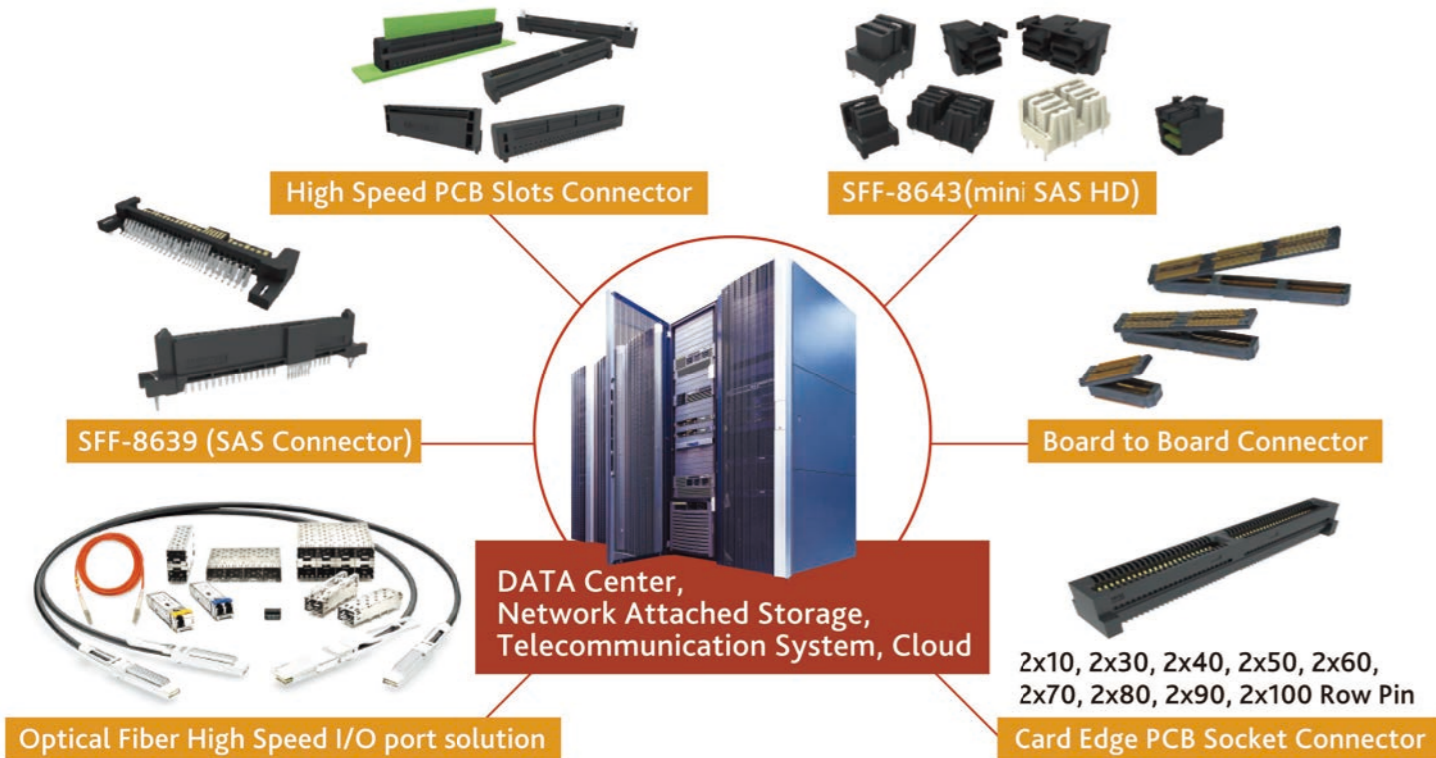 High Speed PCB Slots Connector
SFF-8643(mini SAS HD)
SFF-8639 (SAS Connector)
Board to Board Connector
DATA Center,
Network Attached Storage,
Telecommunication System, Cloud
2x10, 2x30, 2x40, 2x50, 2x60,
2x70, 2x80, 2x90, 2x100 Row Pin
Optical Fiber High Speed I/O port solution
Card Edge PCB Socket Connector